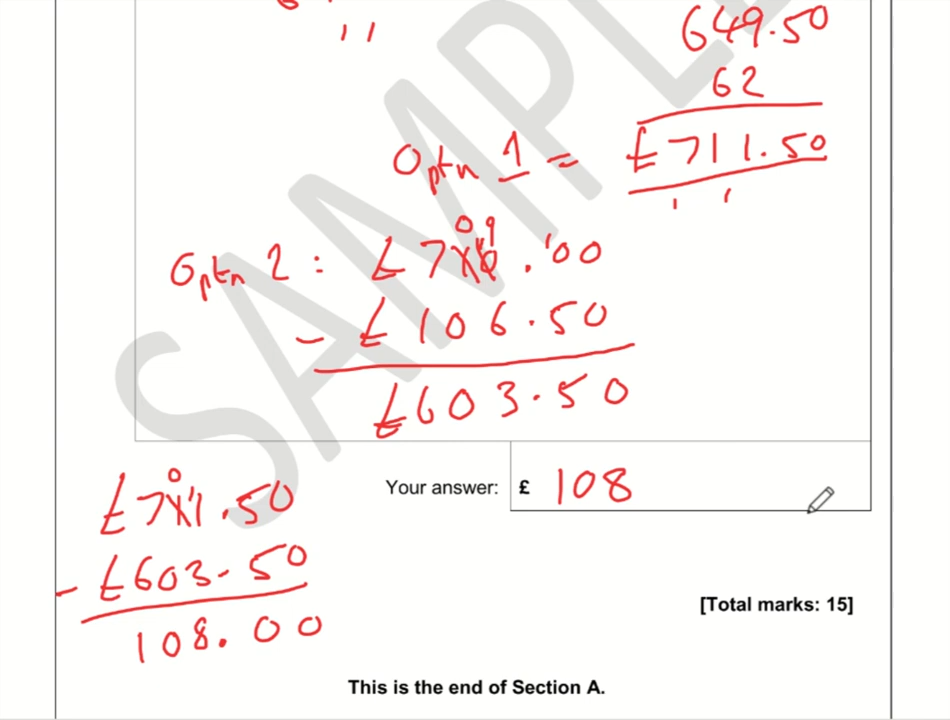 649.50
62
Optn 1 = £711.50
Optn 2 : £710.00
- £106.50
£603.50
Your answer: £ 108
£711.50
- £603.50
108.00
[Total marks: 15]
This is the end of Section A.
SAMPLE